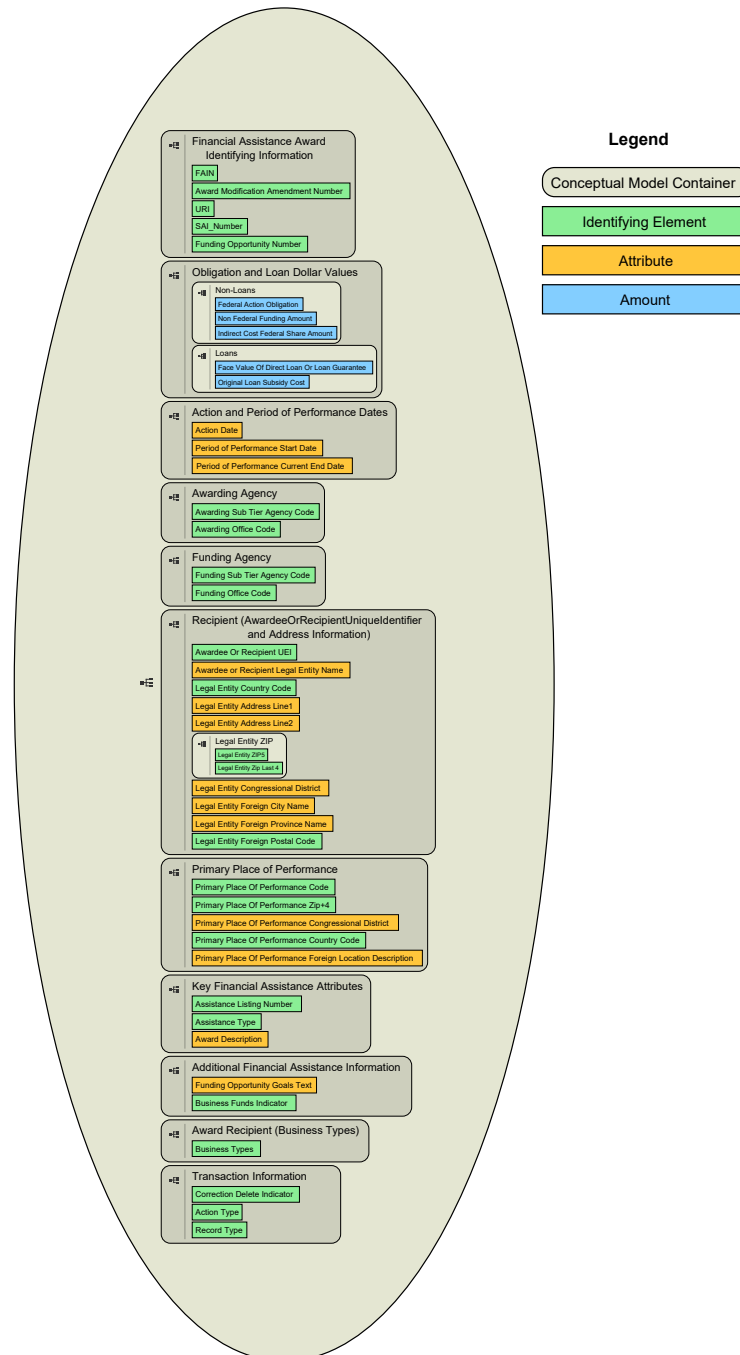 Financial Assistance Award
Identifying Information
FAIN
Award Modification Amendment Number
URI
SAI_Number
Funding Opportunity Number
Obligation and Loan Dollar Values
Non-Loans
Federal Action Obligation
Non Federal Funding Amount
Indirect Cost Federal Share Amount
Loans
Face Value Of Direct Loan Or Loan Guarantee
Original Loan Subsidy Cost
Action and Period of Performance Dates
Action Date
Period of Performance Start Date
Period of Performance Current End Date
Awarding Agency
Awarding Sub Tier Agency Code
Awarding Office Code
Funding Agency
Funding Sub Tier Agency Code
Funding Office Code
Recipient (AwardeeOrRecipientUniqueIdentifier
and Address Information)
Awardee Or Recipient UEI
Awardee or Recipient Legal Entity Name
Legal Entity Country Code
Legal Entity Address Line1
Legal Entity Address Line2
Legal Entity ZIP
Legal Entity ZIP5
Legal Entity Zip Last 4
Legal Entity Congressional District
Legal Entity Foreign City Name
Legal Entity Foreign Province Name
Legal Entity Foreign Postal Code
Primary Place of Performance
Primary Place Of Performance Code
Primary Place Of Performance Zip+4
Primary Place Of Performance Congressional District
Primary Place Of Performance Country Code
Primary Place Of Performance Foreign Location Description
Key Financial Assistance Attributes
Assistance Listing Number
Assistance Type
Award Description
Additional Financial Assistance Information
Funding Opportunity Goals Text
Business Funds Indicator
Award Recipient (Business Types)
Business Types
Transaction Information
Correction Delete Indicator
Action Type
Record Type
Legend
Conceptual Model Container
Identifying Element
Attribute
Amount